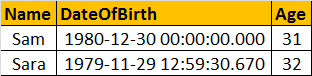 Name DateOfBirth Age
Sam 1980-12-30 00:00:00.000 31
Sara 1979-11-29 12:59:30.670 32